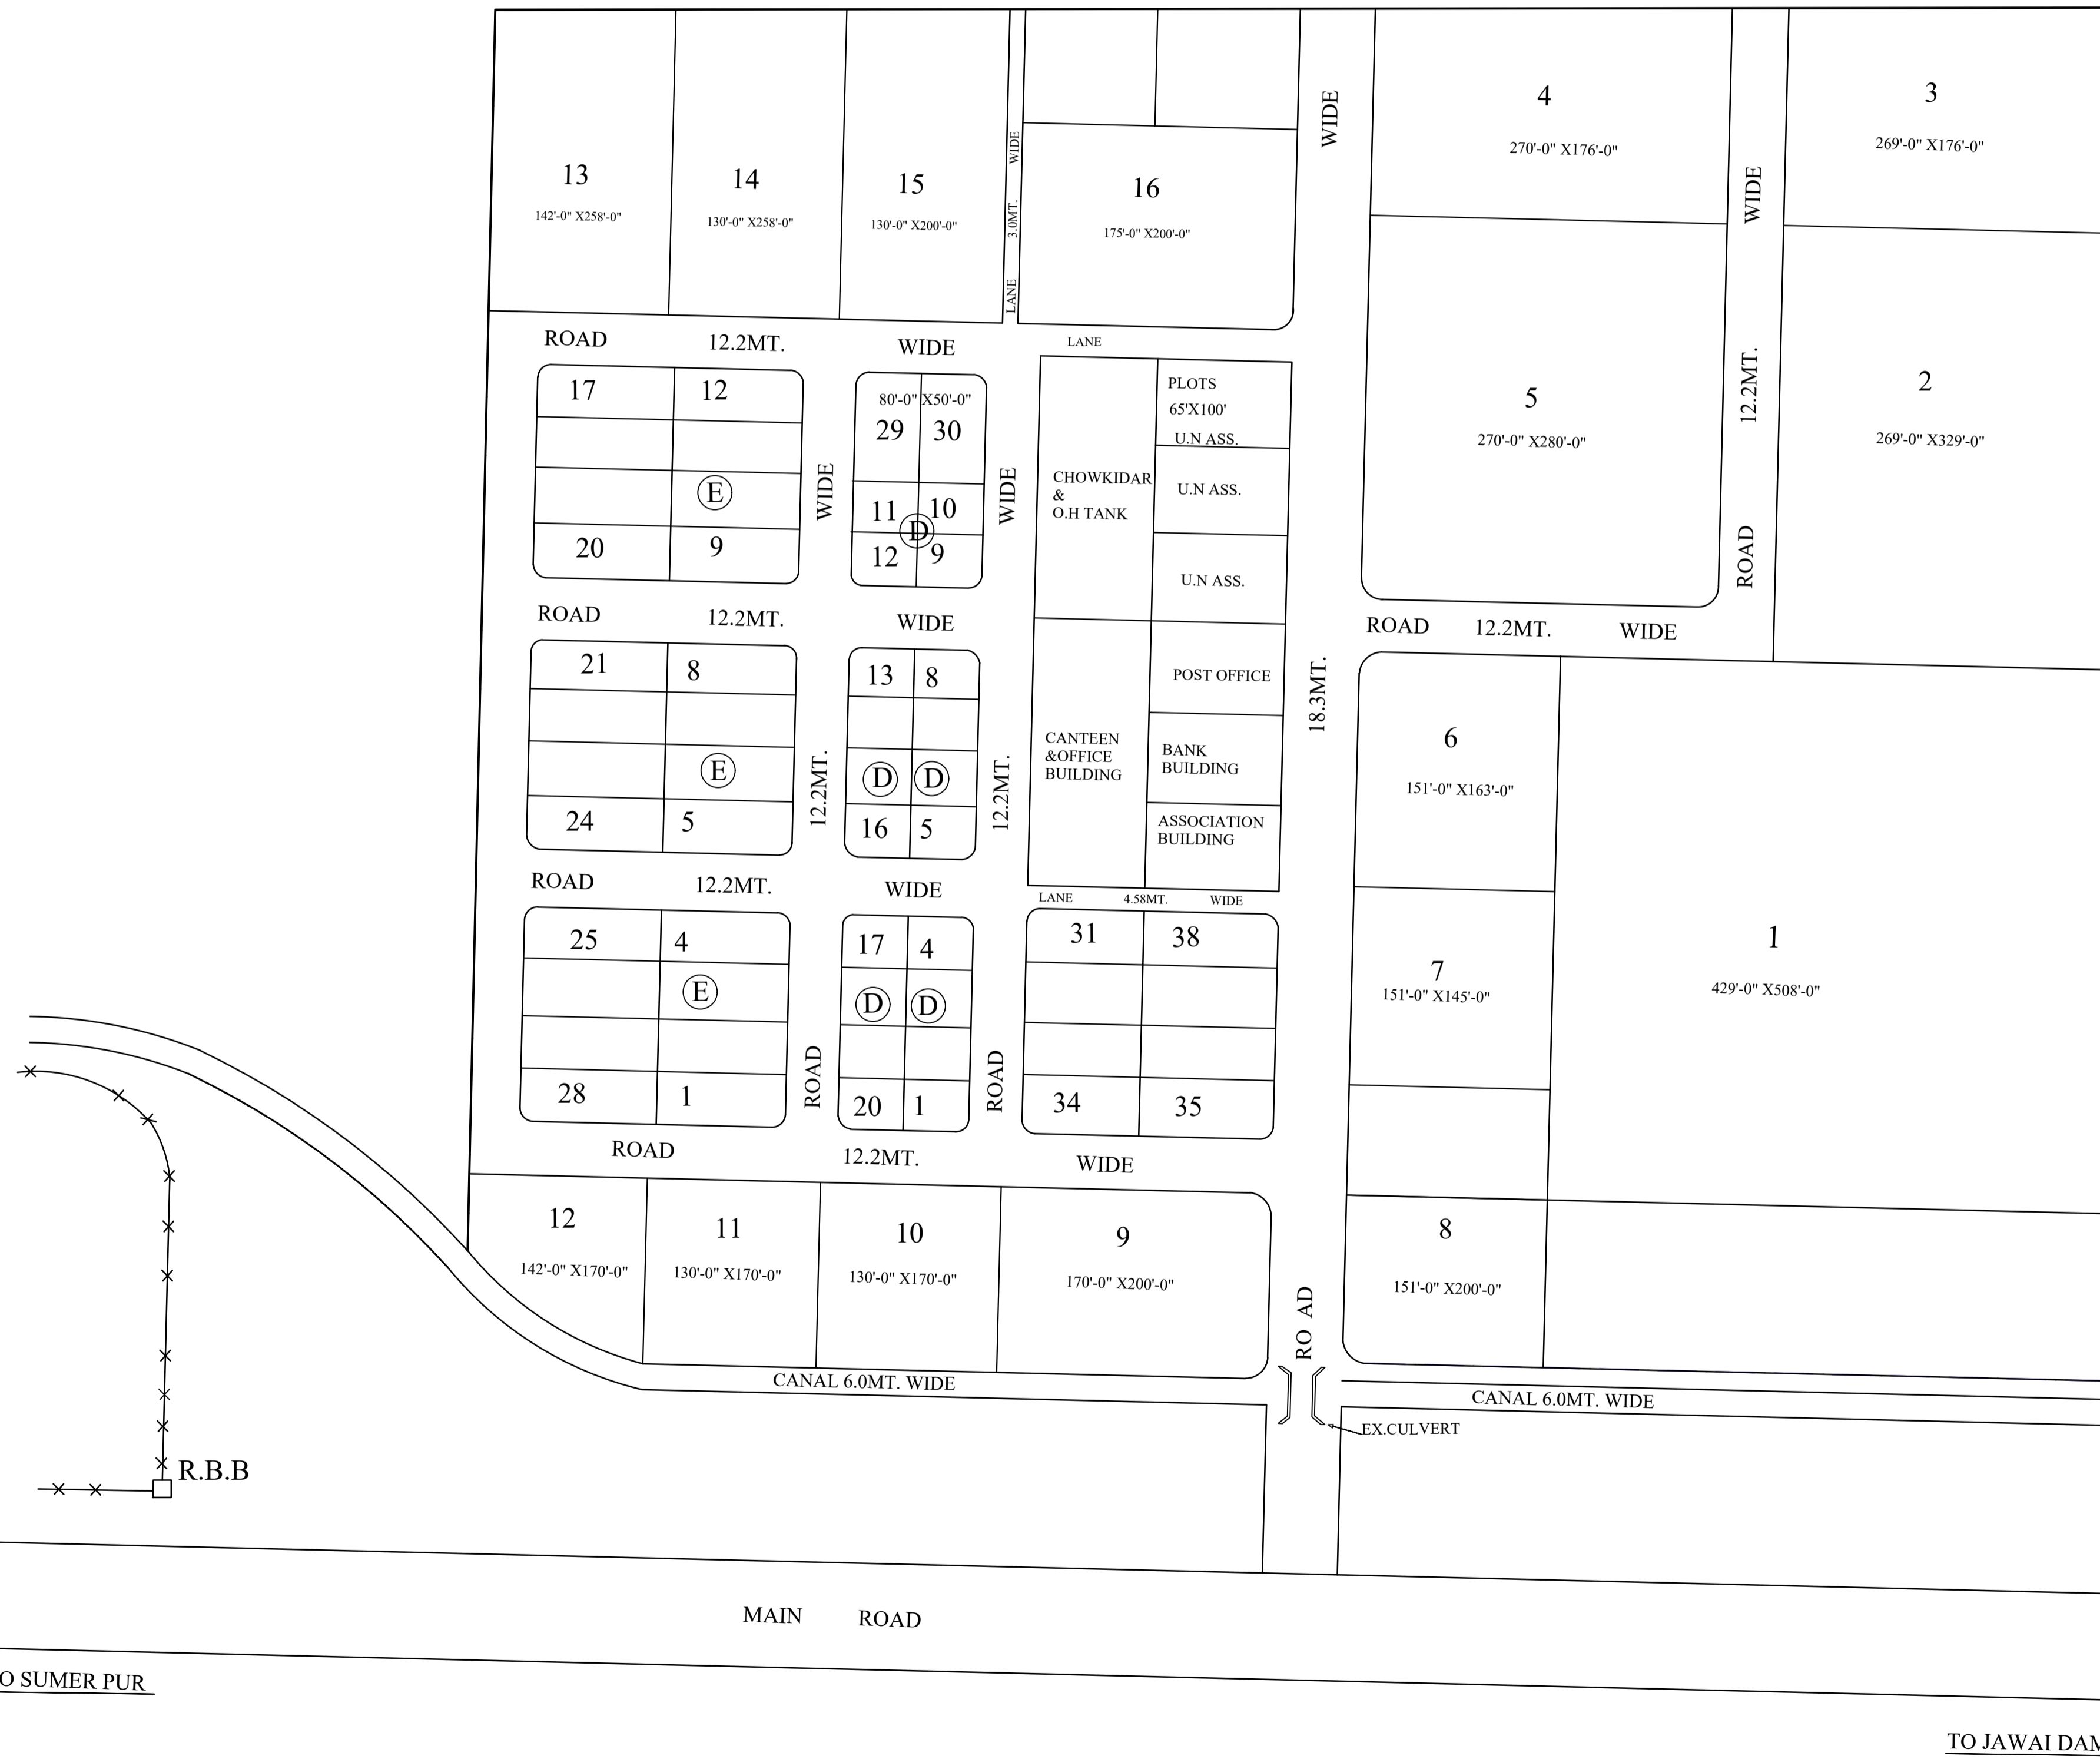 13
142'-0" X258'-0"
14
130'-0" X258'-0"
15
130'-0" X200'-0"
LANE 3.0MT. WIDE
16
175'-0" X200'-0"
WIDE
4
270'-0" X176'-0"
WIDE
3
269'-0" X176'-0"
ROAD 12.2MT. WIDE
LANE
17 12
E
20 9
WIDE
80'-0" X50'-0"
29 30
11 10
D
12 9
WIDE
CHOWKIDAR
&
O.H TANK
PLOTS
65'X100'
U.N ASS.
U.N ASS.
U.N ASS.
5
270'-0" X280'-0"
12.2MT.
ROAD
2
269'-0" X329'-0"
ROAD 12.2MT. WIDE
ROAD 12.2MT. WIDE
21 8
E
24 5
12.2MT.
13 8
D D
16 5
12.2MT.
CANTEEN
&OFFICE
BUILDING
POST OFFICE
BANK
BUILDING
ASSOCIATION
BUILDING
18.3MT.
6
151'-0" X163'-0"
ROAD 12.2MT. WIDE
LANE 4.58MT. WIDE
25 4
E
28 1
ROAD
17 4
D D
20 1
ROAD
31 38
34 35
7
151'-0" X145'-0"
1
429'-0" X508'-0"
ROAD 12.2MT. WIDE
12
142'-0" X170'-0"
11
130'-0" X170'-0"
10
130'-0" X170'-0"
9
170'-0" X200'-0"
RO AD
8
151'-0" X200'-0"
CANAL 6.0MT. WIDE
CANAL 6.0MT. WIDE
EX.CULVERT
R.B.B
MAIN ROAD
O SUMER PUR
TO JAWAI DAM